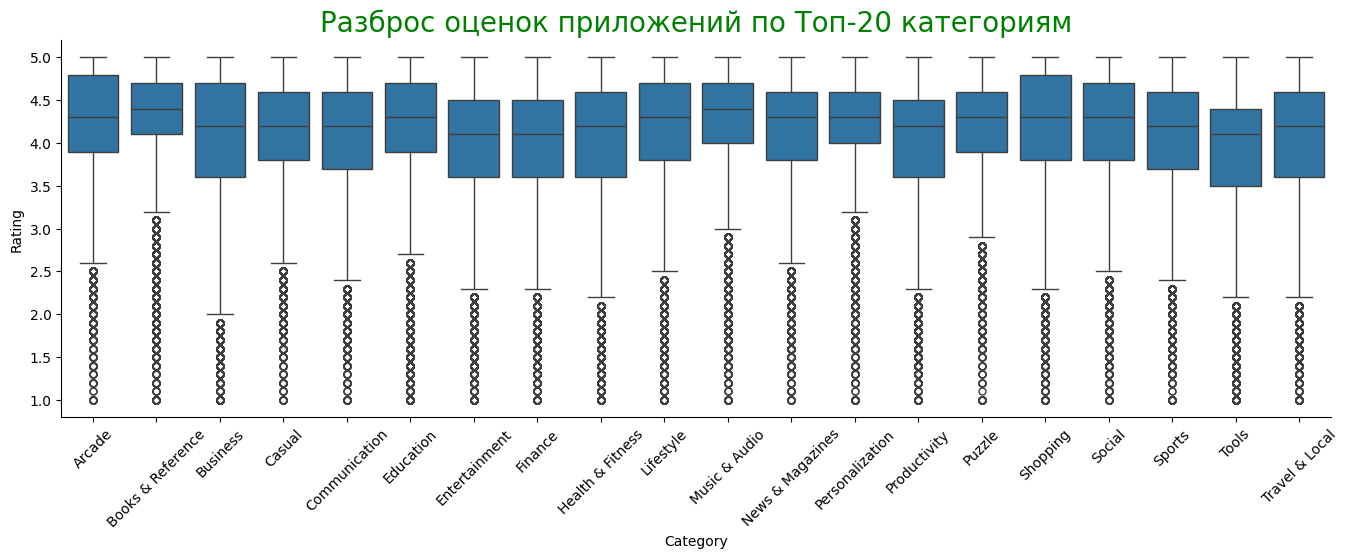 Разброс оценок приложений по Топ-20 категориям
Rating
5.0
4.5
4.0
3.5
3.0
2.5
2.0
1.5
1.0
Arcade
Books & Reference
Business
Casual
Communication
Education
Entertainment
Finance
Health & Fitness
Lifestyle
Music & Audio
News & Magazines
Personalization
Productivity
Puzzle
Shopping
Social
Sports
Tools
Travel & Local
Category